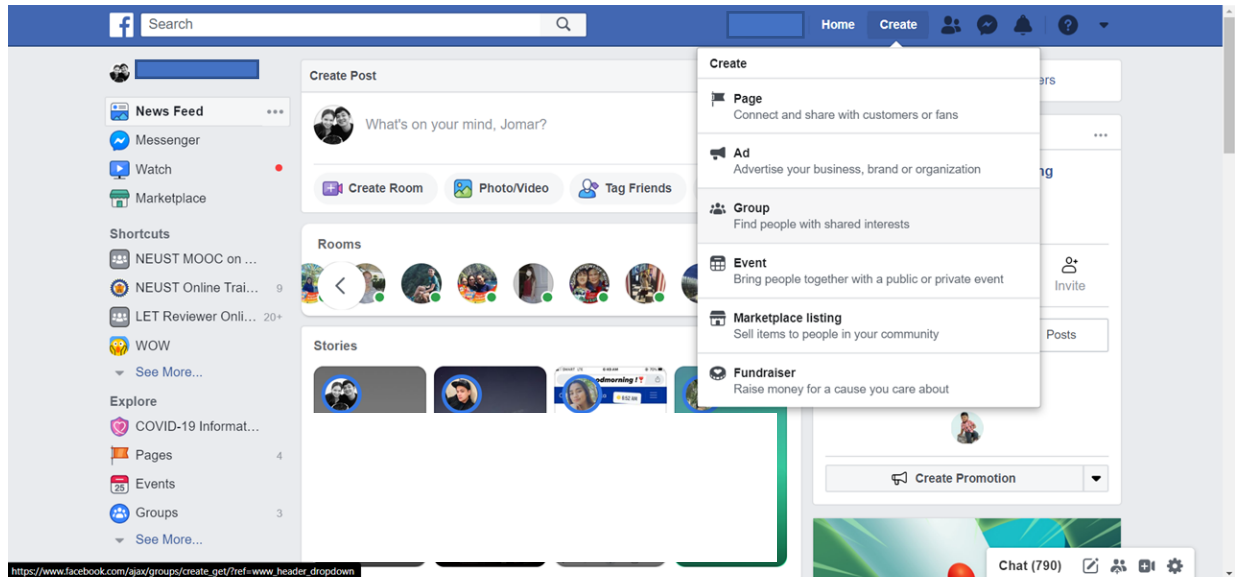 Search
Home
Create
Create
Page
Connect and share with customers or fans
Ad
Advertise your business, brand or organization
Group
Find people with shared interests
Event
Bring people together with a public or private event
Marketplace listing
Sell items to people in your community
Fundraiser
Raise money for a cause you care about
News Feed
Messenger
Watch
Marketplace
Shortcuts
NEUST MOOC on ...
NEUST Online Trai... 9
LET Reviewer Onli... 20+
WOW
See More...
Explore
COVID-19 Informat...
Pages 4
25 Events
Groups 3
See More...
Create Post
What's on your mind, Jomar?
Create Room
Photo/Video
Tag Friends
Rooms
Stories
Invite
Posts
Create Promotion
Chat (790)
https://www.facebook.com/ajax/groups/create_get/?ref=www_header_dropdown